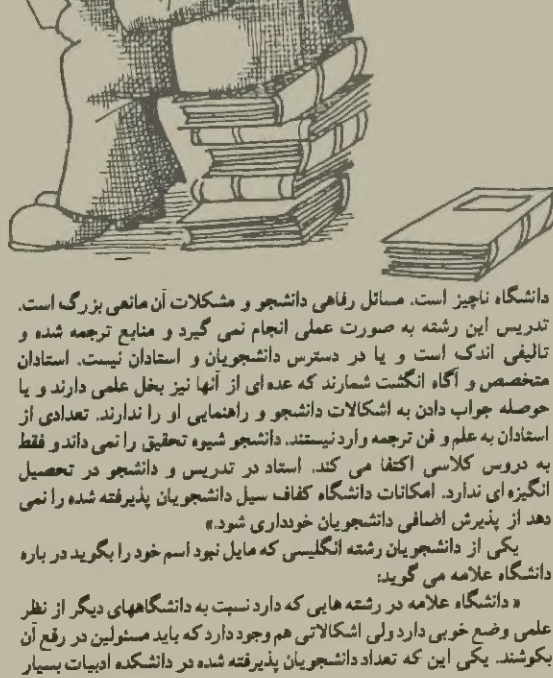 دانشگاه ناچیز است. مسائل رفاهی دانشجو و مشکلات آن مانعی بزرگ است.
تدریس این رشته به صورت عملی انجام نمی گیرد و منابع ترجمه شده و
تالیفی اندک است و یا در دسترس دانشجویان و استادان نیست. استادان
متخصص و آگاه انگشت شمارند که عده ای از آنها نیز بخل علمی دارند و یا
حوصله جواب دادن به اشکالات دانشجو و راهنمایی او را ندارند. تعدادی از
استادان به علم و فن ترجمه وارد نیستند. دانشجو شیوه تحقیق را نمی داند و فقط
به دروس کلاسی اکتفا می کند. استاد در تدریس و دانشجو در تحصیل
انگیزه ای ندارد. امکانات دانشگاه کفاف سیل دانشجویان پذیرفته شده را نمی
دهد از پذیرش اضافی دانشجویان خودداری شود.»
یکی از دانشجویان رشته انگلیسی که مایل نبود اسم خود را بگوید در باره
دانشگاه علامه می گوید:
« دانشگاه علامه در رشته هایی که دارد نسبت به دانشگاههای دیگر از نظر
علمی وضع خوبی دارد ولی اشکالاتی هم وجود دارد که باید مسئولین در رفع آن
بکوشند. یکی این که تعداد دانشجویان پذیرفته شده در دانشکده ادبیات بسیار